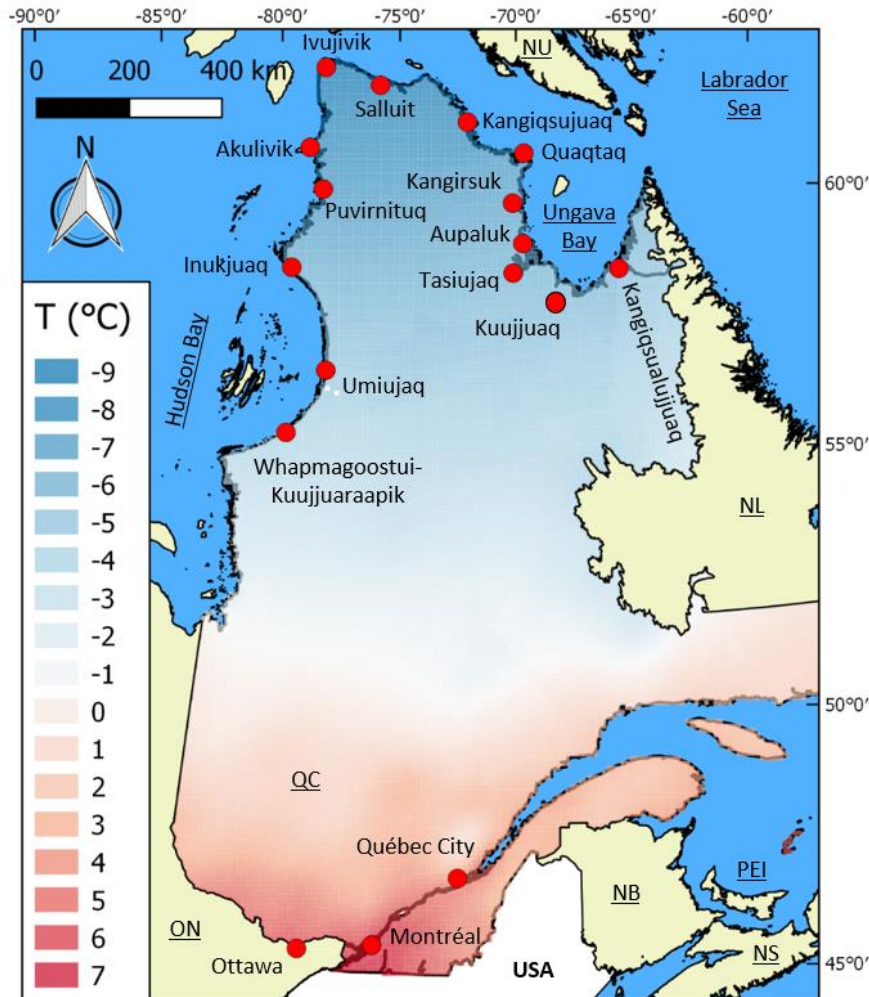 -90°0' -85°0' -80°0' -75°0' -70°0' -65°0' -60°0'
Ivujivik
NU
0 200 400 km
Labrador
Sea
Salluit
Kangiqsujuaq
N
Akulivik
Quaqtaq
Kangirsuk
60°0'
Puvirnituq
Ungava
Bay
Aupaluk
Inukjuaq
Tasiujaq
T (°C)
Kuujjuaq
Kangiqsualujjuaq
Hudson Bay
-9
Umiujaq
-8
-7
55°0'
Whapmagoostui-
Kuujjuaraapik
-6
NL
-5
-4
-3
-2
-1
50°0'
0
1
QC
2
3
Québec City
4
PEI
NB
5
ON
Montréal
6
NS
45°0'
Ottawa
USA
7